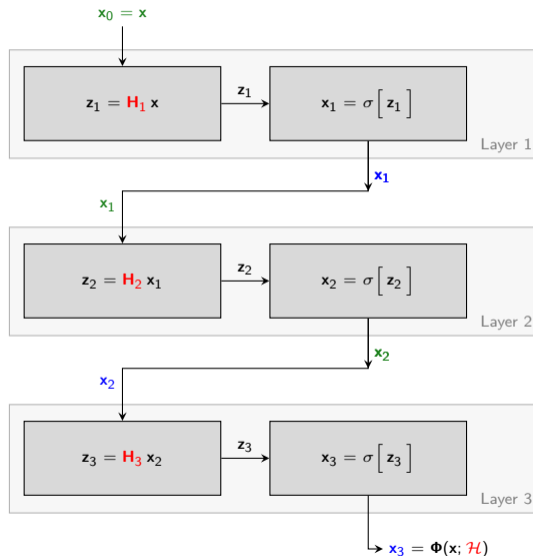 x₀ = x
z₁ = H₁ x
z₁
x₁ = σ[ z₁ ]
Layer 1
x₁
x₁
z₂ = H₂ x₁
z₂
x₂ = σ[ z₂ ]
Layer 2
x₂
x₂
z₃ = H₃ x₂
z₃
x₃ = σ[ z₃ ]
Layer 3
x₃ = Φ(x; ℋ)